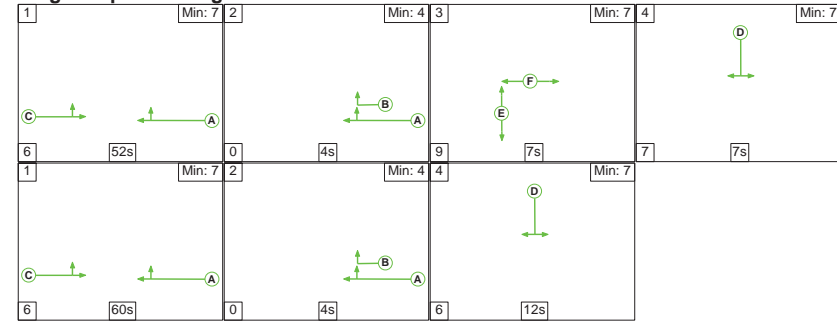 1 Min: 7 2 Min: 4 3 Min: 7 4 Min: 7
D
F
C A B A E
6 52s 0 4s 9 7s 7 7s
1 Min: 7 2 Min: 4 4 Min: 7
D
C A B A
6 60s 0 4s 6 12s